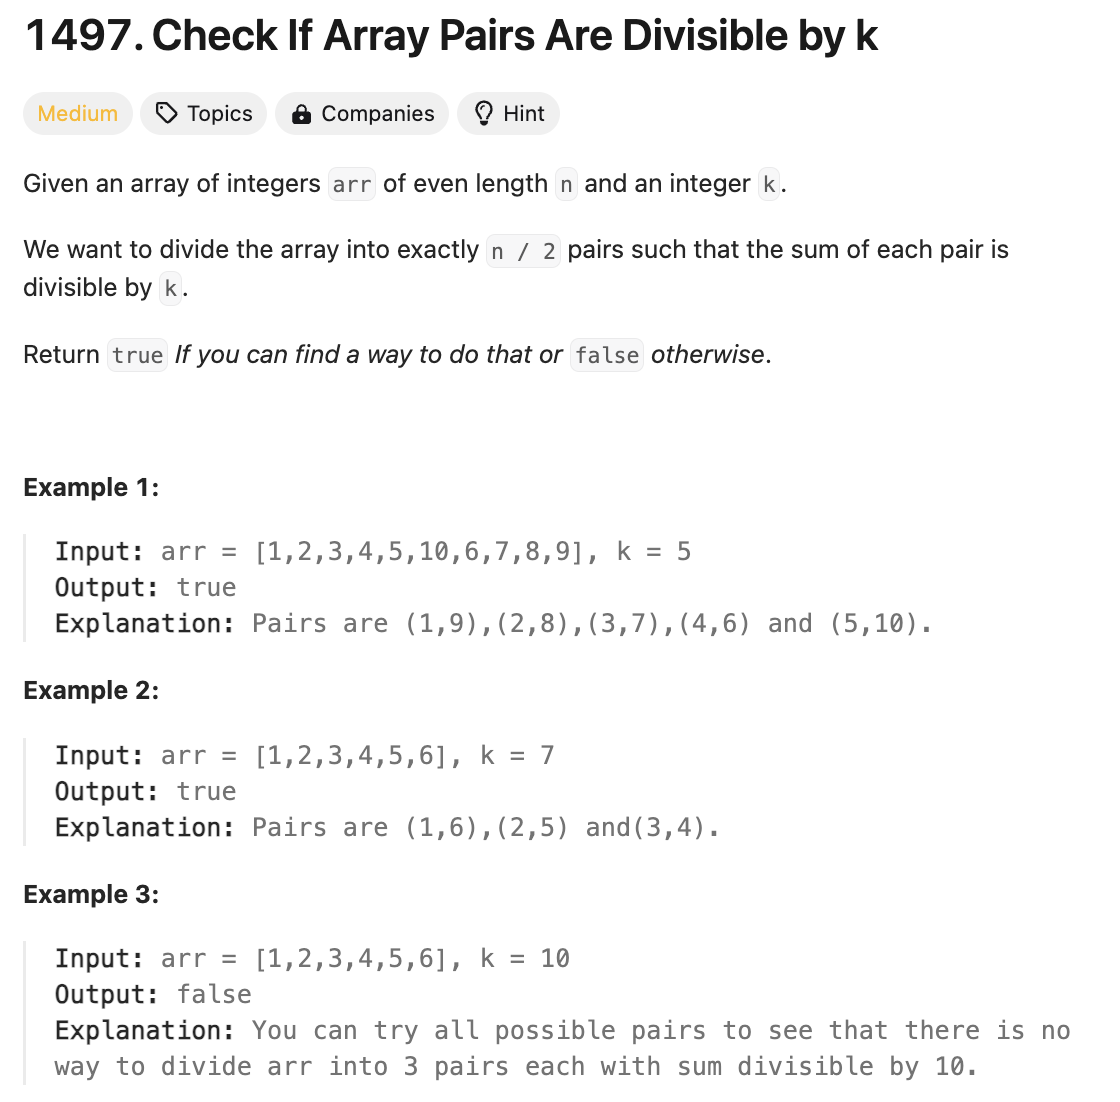 1497. Check If Array Pairs Are Divisible by k
Medium Topics Companies Hint
Given an array of integers arr of even length n and an integer k.
We want to divide the array into exactly n / 2 pairs such that the sum of each pair is
divisible by k.
Return true If you can find a way to do that or false otherwise.
Example 1:
Input: arr = [1,2,3,4,5,10,6,7,8,9], k = 5
Output: true
Explanation: Pairs are (1,9),(2,8),(3,7),(4,6) and (5,10).
Example 2:
Input: arr = [1,2,3,4,5,6], k = 7
Output: true
Explanation: Pairs are (1,6),(2,5) and(3,4).
Example 3:
Input: arr = [1,2,3,4,5,6], k = 10
Output: false
Explanation: You can try all possible pairs to see that there is no
way to divide arr into 3 pairs each with sum divisible by 10.